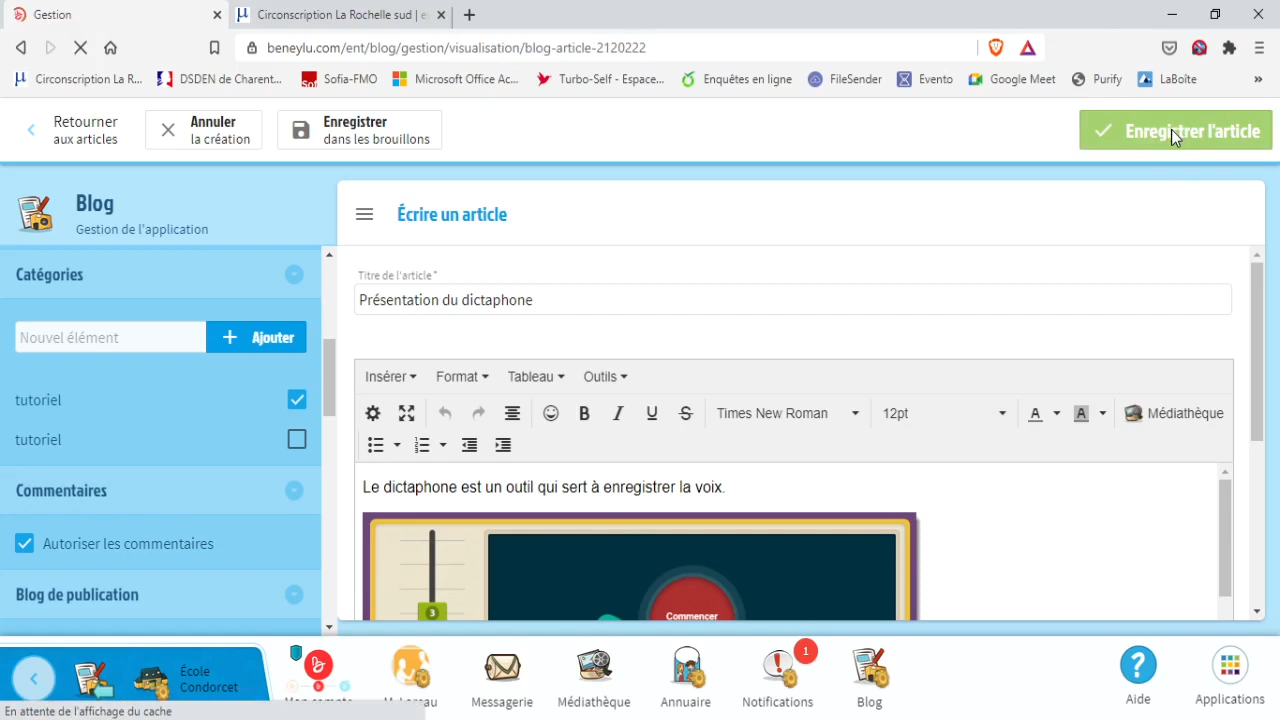 Gestion
Circonscription La Rochelle sud | e
beneylu.com/ent/blog/gestion/visualisation/blog-article-2120222
Circonscription La R...
DSDEN de Charent...
Sofia-FMO
Microsoft Office Ac...
Turbo-Self - Espace...
Enquêtes en ligne
FileSender
Evento
Google Meet
Purify
LaBoîte
»
Retourner
aux articles
Annuler
la création
Enregistrer
dans les brouillons
Enregistrer l'article
Blog
Gestion de l'application
Écrire un article
Catégories
Titre de l'article*
Présentation du dictaphone
Nouvel élément
+ Ajouter
Insérer
Format
Tableau
Outils
tutoriel
B I U S
Times New Roman
12pt
A
A
Médiathèque
tutoriel
Commentaires
Le dictaphone est un outil qui sert à enregistrer la voix.
Autoriser les commentaires
Blog de publication
3
Commencer
École
Condorcet
1
Messagerie
Médiathèque
Annuaire
Notifications
Blog
Aide
Applications
En attente de l'affichage du cache